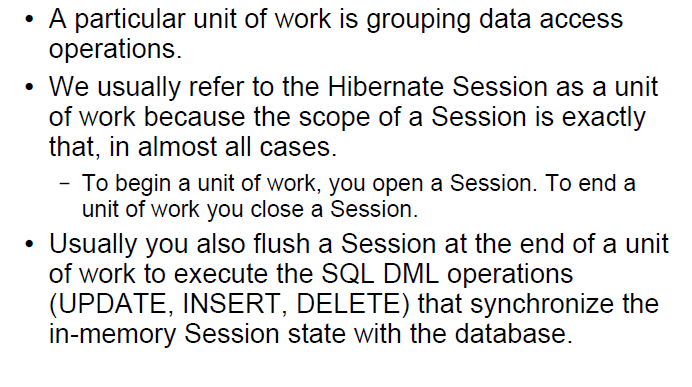 • A particular unit of work is grouping data access
operations.
• We usually refer to the Hibernate Session as a unit
of work because the scope of a Session is exactly
that, in almost all cases.
– To begin a unit of work, you open a Session. To end a
unit of work you close a Session.
• Usually you also flush a Session at the end of a unit
of work to execute the SQL DML operations
(UPDATE, INSERT, DELETE) that synchronize the
in-memory Session state with the database.